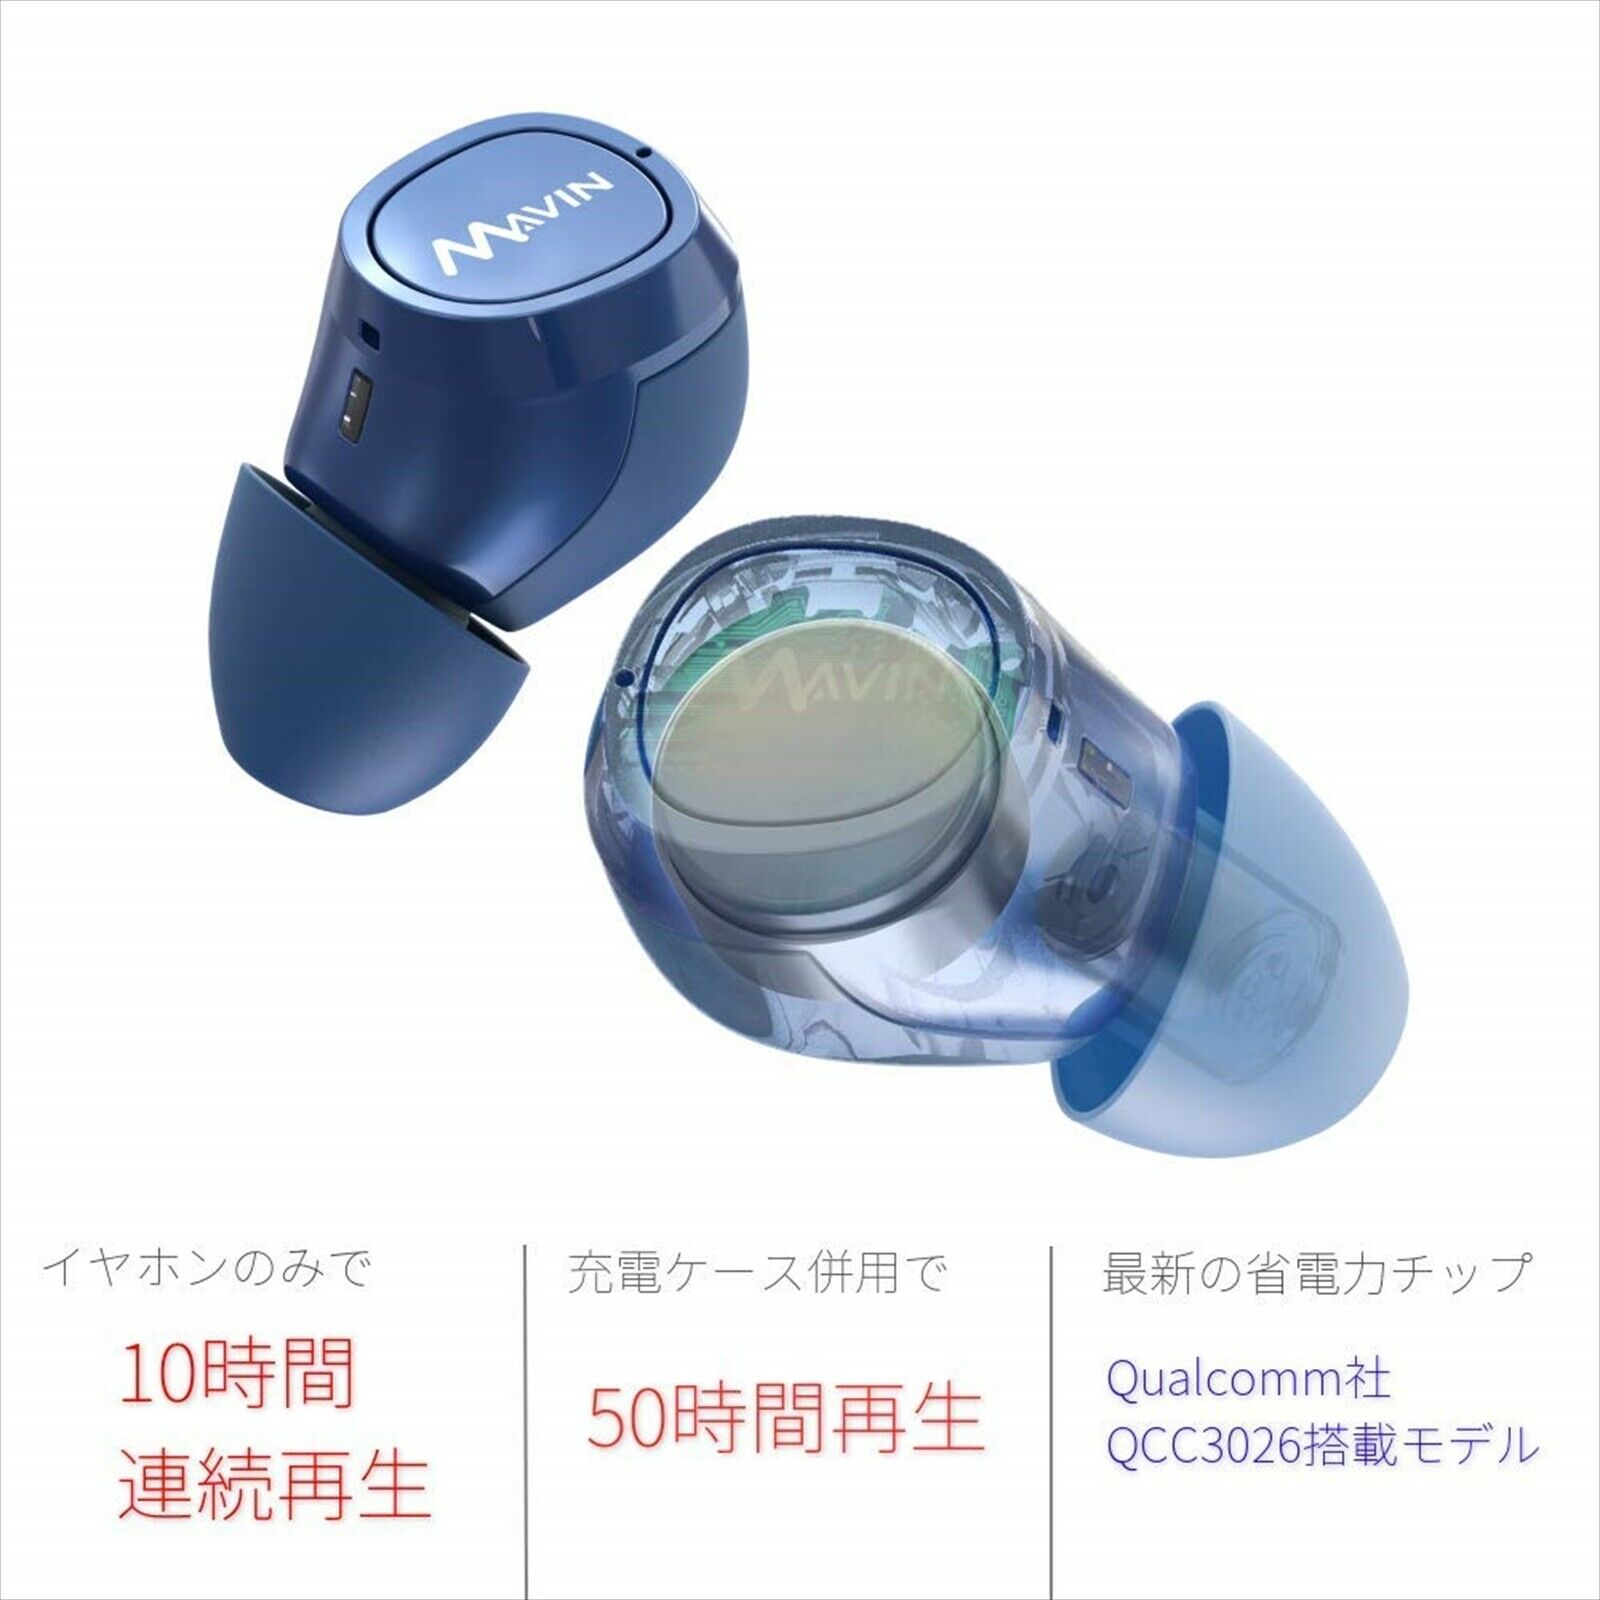 MAVIN
MAVIN
イヤホンのみで
10時間
連続再生
充電ケース併用で
50時間再生
最新の省電力チップ
Qualcomm社
QCC3026搭載モデル